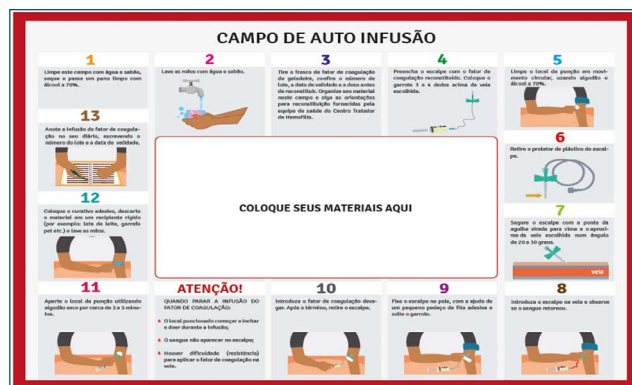 CAMPO DE AUTO INFUSÃO
1
Limpe este campo com água e sabão,
seque e passe um pano limpo com
álcool a 70%.
2
Lave as mãos com água e sabão.
3
Tire o frasco de fator de coagulação
da geladeira, confira o número de
lote, a data de validade e a dose antes
de reconstituir. Organize seu material
neste campo e siga as orientações
para reconstituição fornecidas pela
equipe de saúde do Centro Tratador
de Hemofilia.
4
Preencha o escalpe com o fator de
coagulação reconstituído. Coloque o
garrote 3 a 4 dedos acima da veia
escolhida.
5
Limpe o local da punção em movi-
mento circular, usando algodão e
álcool a 70%.
6
Retire o protetor de plástico do escal-
pe.
7
Segure o escalpe com a ponta da
agulha virada para cima e o aproxi-
me da veia escolhida num ângulo
de 20 a 30 graus.
veia
8
Introduza o escalpe na veia e observe
se o sangue retornou.
9
Fixe o escalpe na pele, com a ajuda de
um pequeno pedaço de fita adesiva e
solte o garrote.
10
Introduza o fator de coagulação deva-
gar. Após o término, retire o escalpe.
ATENÇÃO!
QUANDO PARAR A INFUSÃO DO
FATOR DE COAGULAÇÃO:
O local puncionado começar a inchar
e doer durante a infusão;
O sangue não aparecer no escalpe;
Houver dificuldade (resistência)
para aplicar o fator de coagulação na
veia.
11
Aperte o local da punção utilizando
algodão seco por cerca de 3 a 5 minu-
tos.
12
Coloque o curativo adesivo, descarte
o material em um recipiente rígido
(por exemplo: lata de leite, garrafa
pet etc.) e lave as mãos.
13
Anote a infusão de fator de coagula-
ção no seu diário, escrevendo o
número do lote e a data de validade.
COLOQUE SEUS MATERIAIS AQUI